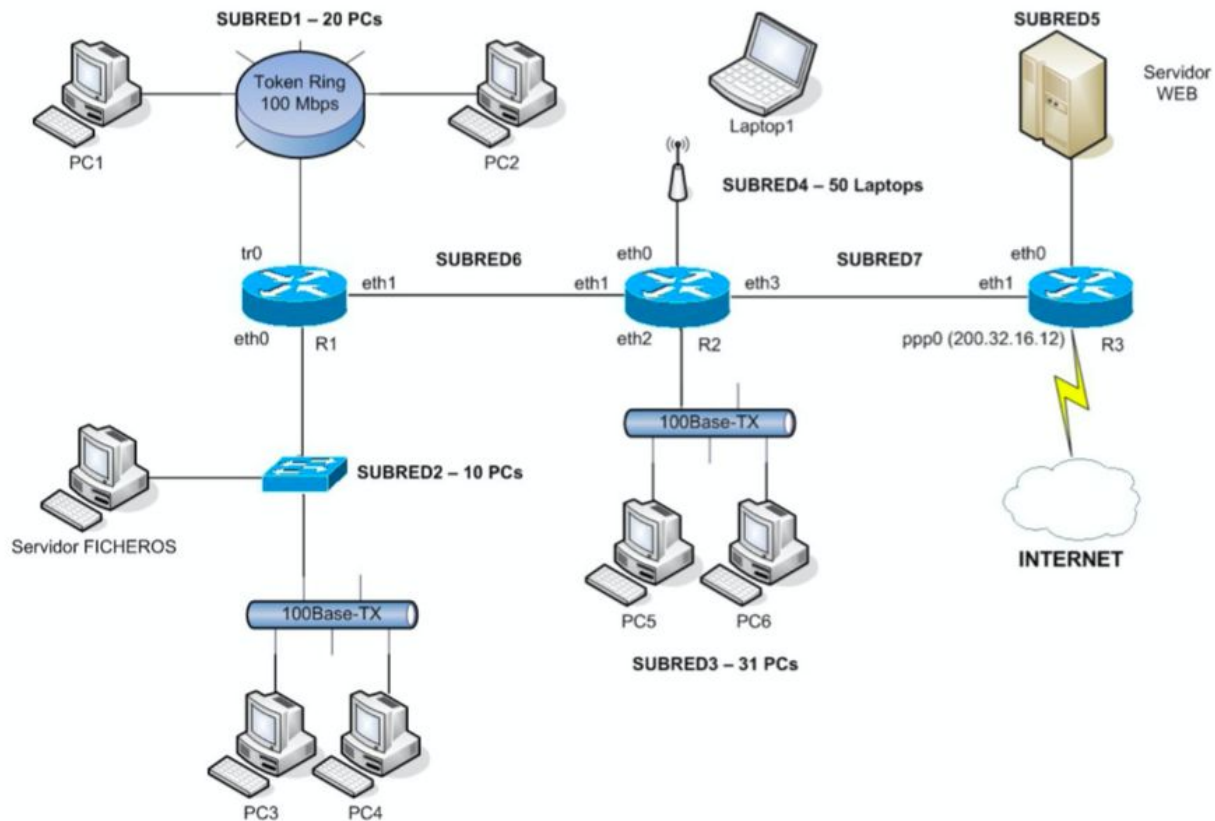 SUBRED1 – 20 PCs
SUBRED5
Token Ring
100 Mbps
Servidor
WEB
PC1
PC2
Laptop1
SUBRED4 – 50 Laptops
tr0
SUBRED6
eth0
SUBRED7
eth0
eth1
eth1
eth3
eth1
eth0
R1
eth2
R2
ppp0 (200.32.16.12)
R3
100Base-TX
SUBRED2 – 10 PCs
Servidor FICHEROS
INTERNET
100Base-TX
PC5
PC6
SUBRED3 – 31 PCs
PC3
PC4